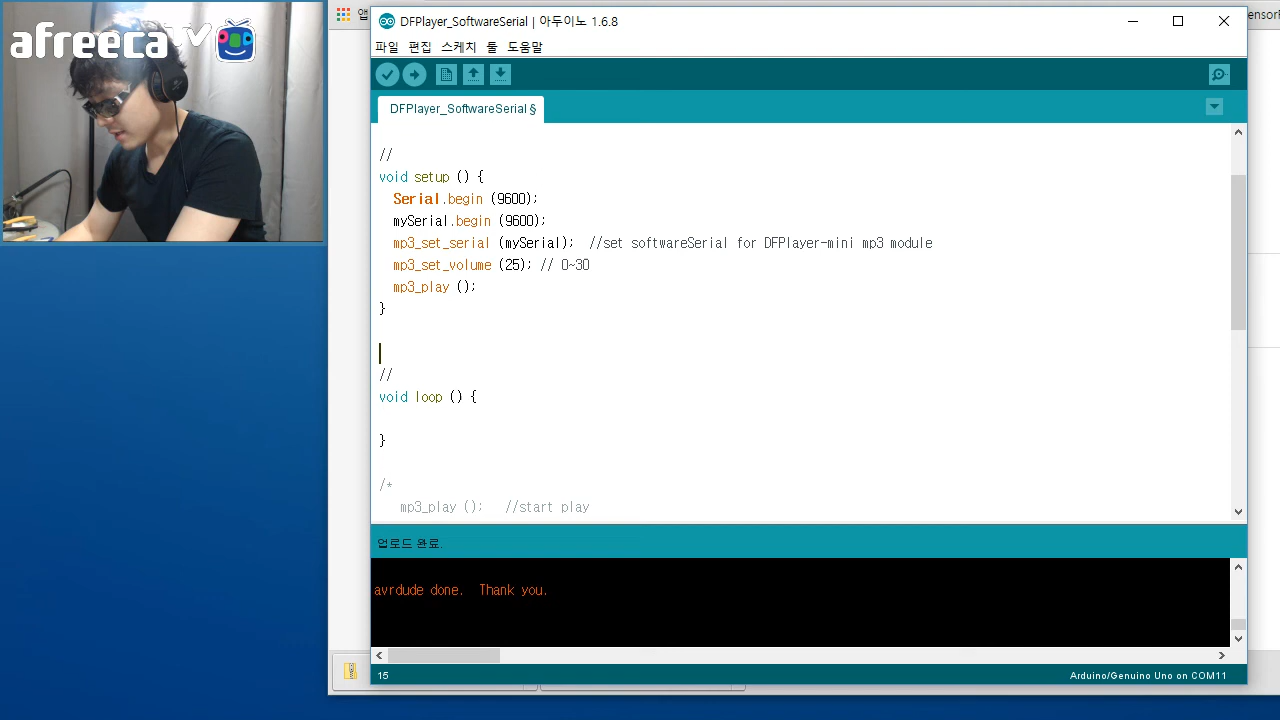 afreecaTV
앱
DFPlayer_SoftwareSerial | 아두이노 1.6.8
ensori
파일 편집 스케치 툴 도움말
DFPlayer_SoftwareSerial §
//
void setup () {
Serial.begin (9600);
mySerial.begin (9600);
mp3_set_serial (mySerial); //set softwareSerial for DFPlayer-mini mp3 module
mp3_set_volume (25); // 0~30
mp3_play ();
}
//
void loop () {
}
/*
mp3_play (); //start play
업로드 완료.
avrdude done. Thank you.
15
Arduino/Genuino Uno on COM11